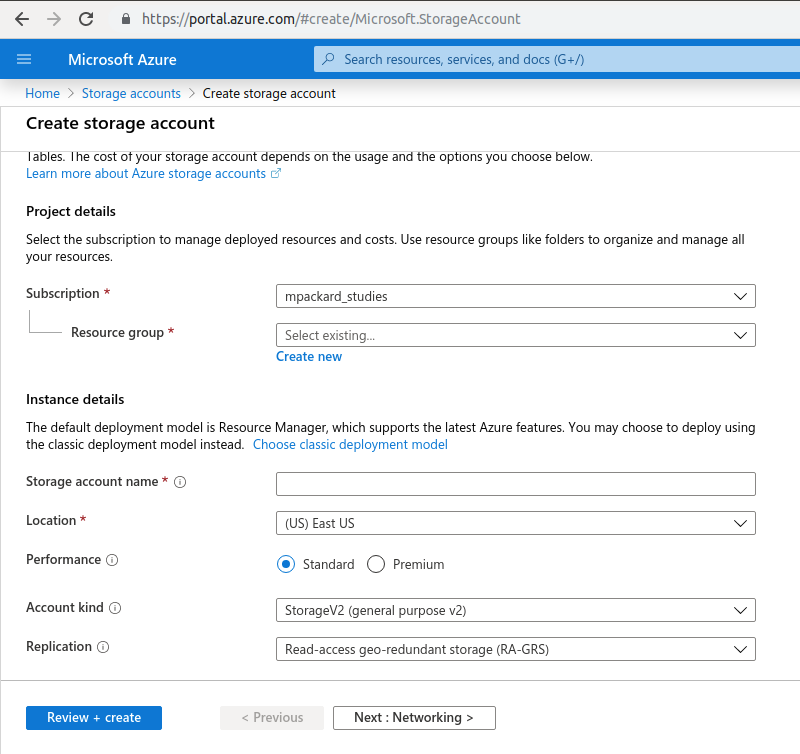 https://portal.azure.com/#create/Microsoft.StorageAccount
Microsoft Azure
Search resources, services, and docs (G+/)
Home > Storage accounts > Create storage account
Create storage account
Tables. The cost of your storage account depends on the usage and the options you choose below.
Learn more about Azure storage accounts
Project details
Select the subscription to manage deployed resources and costs. Use resource groups like folders to organize and manage all
your resources.
Subscription *
mpackard_studies
Resource group *
Select existing...
Create new
Instance details
The default deployment model is Resource Manager, which supports the latest Azure features. You may choose to deploy using
the classic deployment model instead. Choose classic deployment model
Storage account name *
Location *
(US) East US
Performance
Standard Premium
Account kind
StorageV2 (general purpose v2)
Replication
Read-access geo-redundant storage (RA-GRS)
Review + create < Previous Next : Networking >